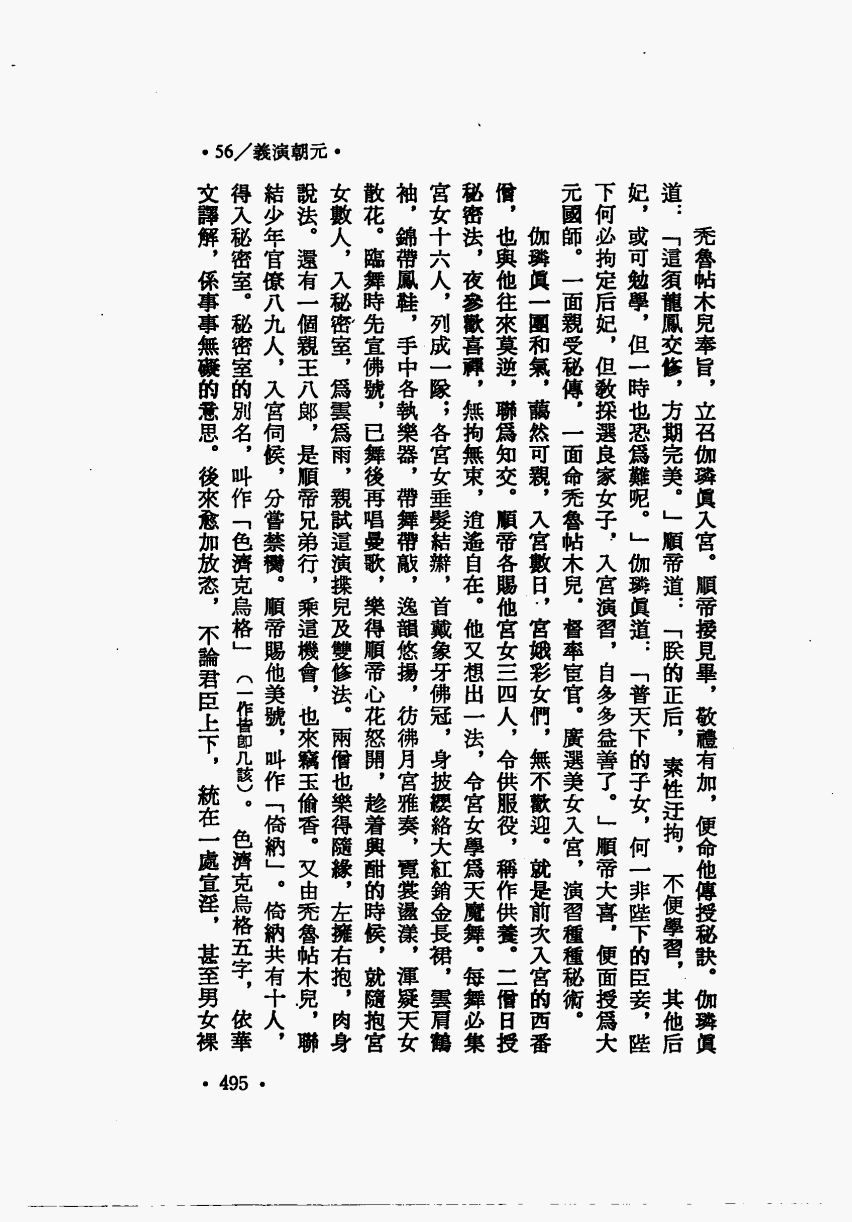 •56／義演朝元•
禿魯帖木兒奉旨，立召伽璘眞入宮。順帝接見畢，敬禮有加，便命他傳授秘訣。伽璘眞
道：「這須龍鳳交修，方期完美。」順帝道：「朕的正后，素性迂拘，不便學習，其他后
妃，或可勉學，但一時也恐爲難呢。」伽璘眞道：「普天下的子女，何一非陛下的臣妾，陛
下何必拘定后妃，但敎採選良家女子，入宮演習，自多多益善了。」順帝大喜，便面授爲大
元國師。一面親受秘傳，一面命禿魯帖木兒．督率宦官。廣選美女入宮，演習種種秘術。
伽璘眞一團和氣，藹然可親，入宮數日，宮娥彩女們，無不歡迎。就是前次入宮的西番
僧，也與他往來莫逆，聯爲知交。順帝各賜他宮女三四人，令供服役，稱作供養。二僧日授
秘密法，夜參歡喜禪，無拘無束，逍遙自在。他又想出一法，令宮女學爲天魔舞。每舞必集
宮女十六人，列成一隊；各宮女垂髮結辮，首戴象牙佛冠，身披纓絡大紅銷金長裙，雲肩鶴
袖，錦帶鳳鞋，手中各執樂器，帶舞帶敲，逸韻悠揚，彷彿月宮雅奏，霓裳盪漾，渾疑天女
散花。臨舞時先宣佛號，已舞後再唱曼歌，樂得順帝心花怒開，趁着興酣的時候，就隨抱宮
女數人，入秘密室，爲雲爲雨，親試這演揲兒及雙修法。兩僧也樂得隨緣，左擁右抱，肉身
說法。還有一個親王八郎，是順帝兄弟行，乘這機會，也來竊玉偷香。又由禿魯帖木兒，聯
結少年官僚八九人，入宮伺候，分嘗禁臠。順帝賜他美號，叫作「倚納」。倚納共有十人，
得入秘密室。秘密室的別名，叫作「色濟克烏格」（一作皆卽兀該）。色濟克烏格五字，依華
文譯解，係事事無礙的意思。後來愈加放恣，不論君臣上下，統在一處宣淫，甚至男女裸
•495•